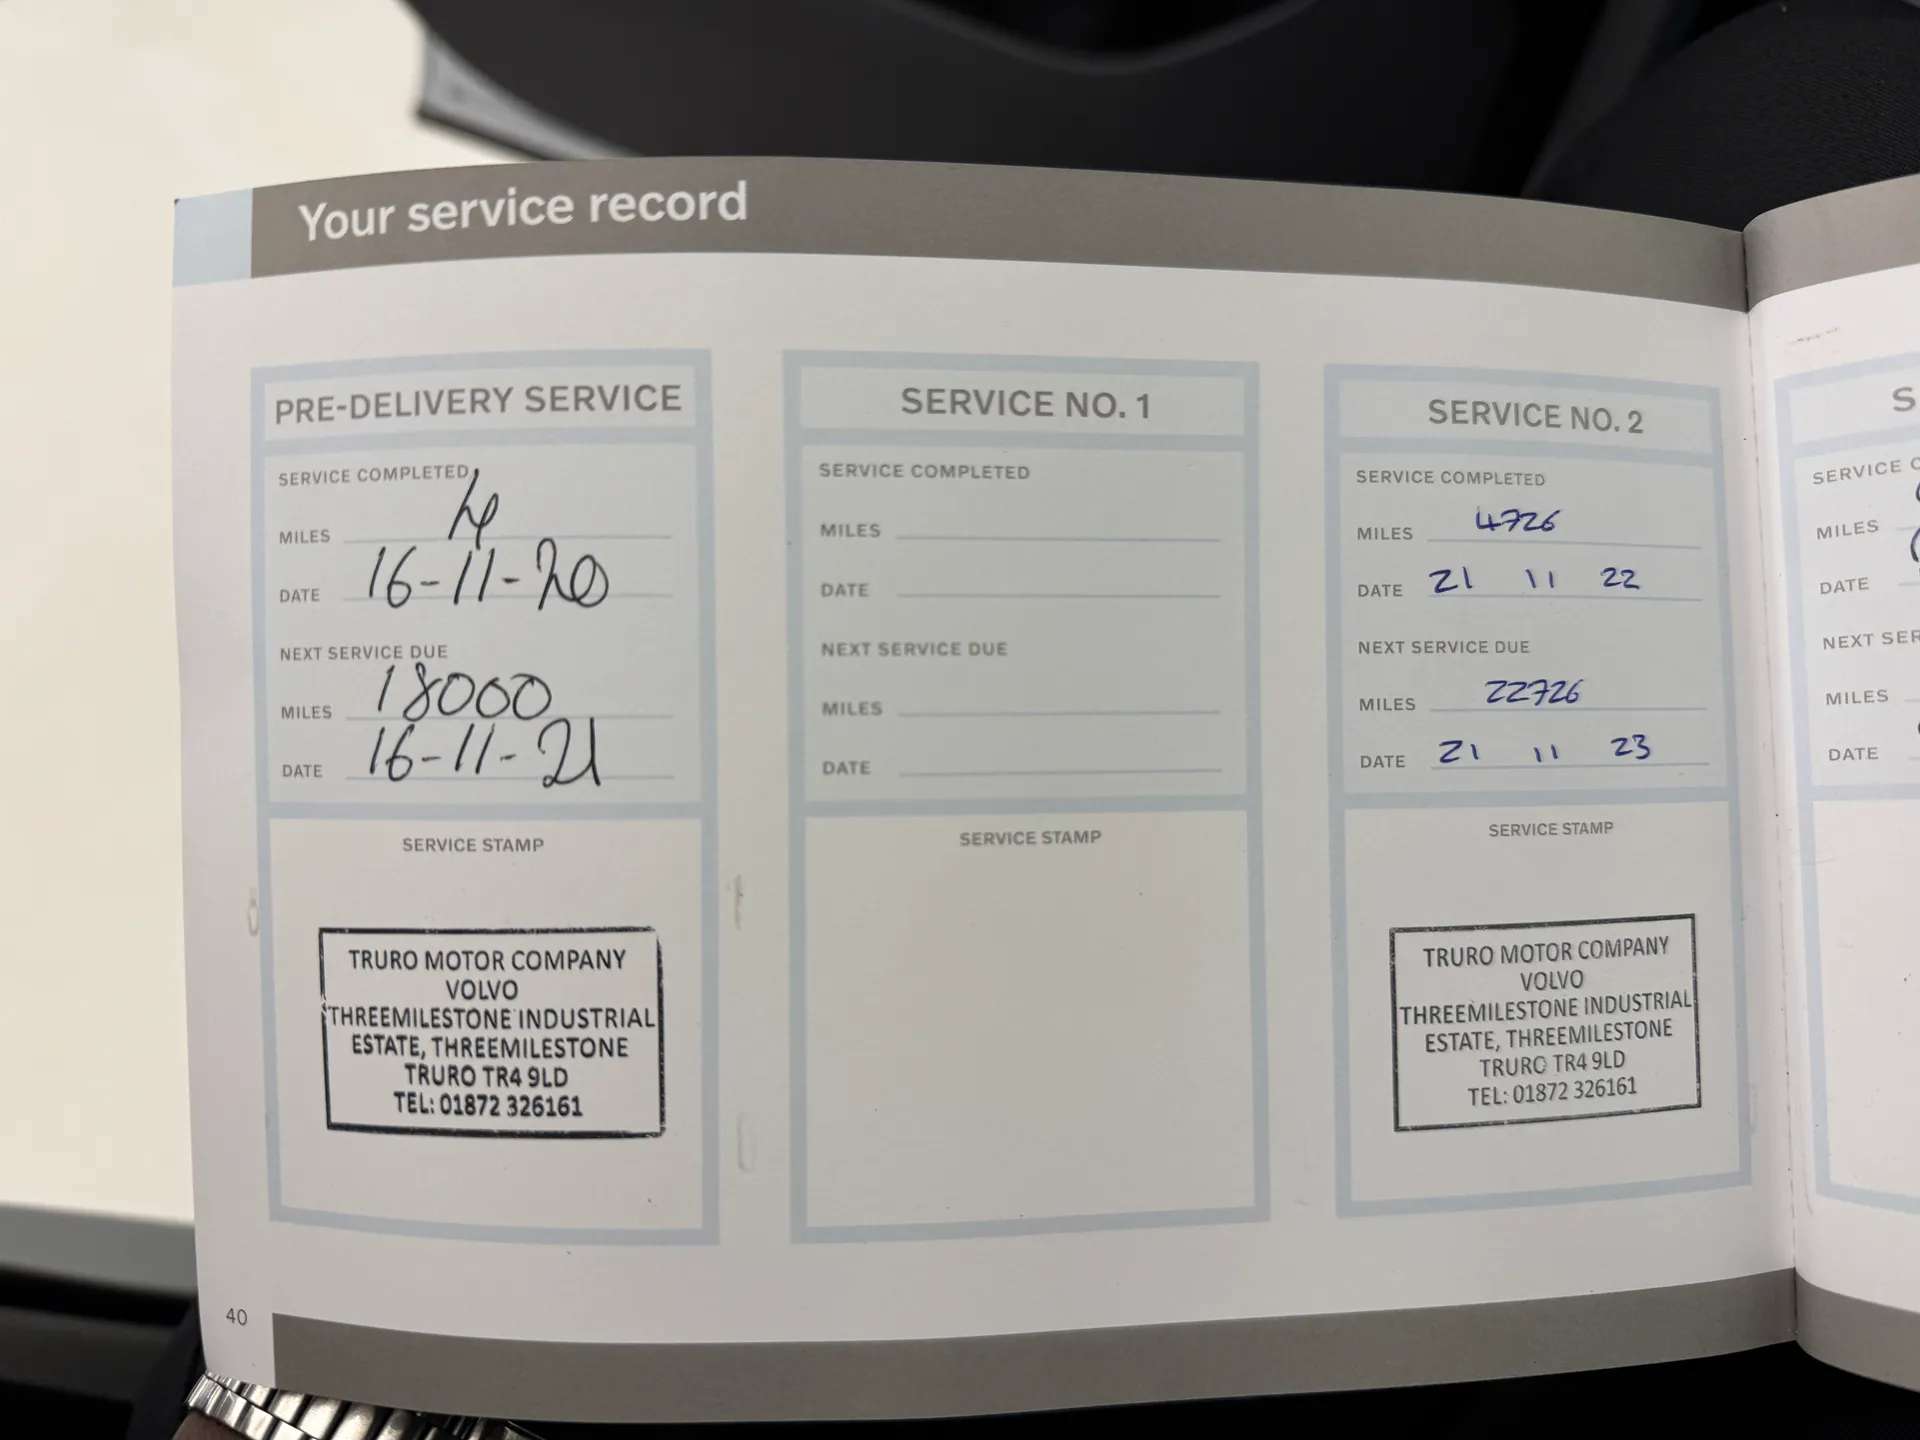 Your service record
PRE-DELIVERY SERVICE
SERVICE COMPLETED
MILES 4
DATE 16-11-20
NEXT SERVICE DUE
MILES 18000
DATE 16-11-21
SERVICE STAMP
TRURO MOTOR COMPANY
VOLVO
THREEMILESTONE INDUSTRIAL
ESTATE, THREEMILESTONE
TRURO TR4 9LD
TEL: 01872 326161
SERVICE NO. 1
SERVICE COMPLETED
MILES
DATE
NEXT SERVICE DUE
MILES
DATE
SERVICE STAMP
SERVICE NO. 2
SERVICE COMPLETED
MILES 4726
DATE 21 11 22
NEXT SERVICE DUE
MILES 22726
DATE 21 11 23
SERVICE STAMP
TRURO MOTOR COMPANY
VOLVO
THREEMILESTONE INDUSTRIAL
ESTATE, THREEMILESTONE
TRURO TR4 9LD
TEL: 01872 326161
40
SERVICE
MILES
DATE
NEXT
MILES
DATE